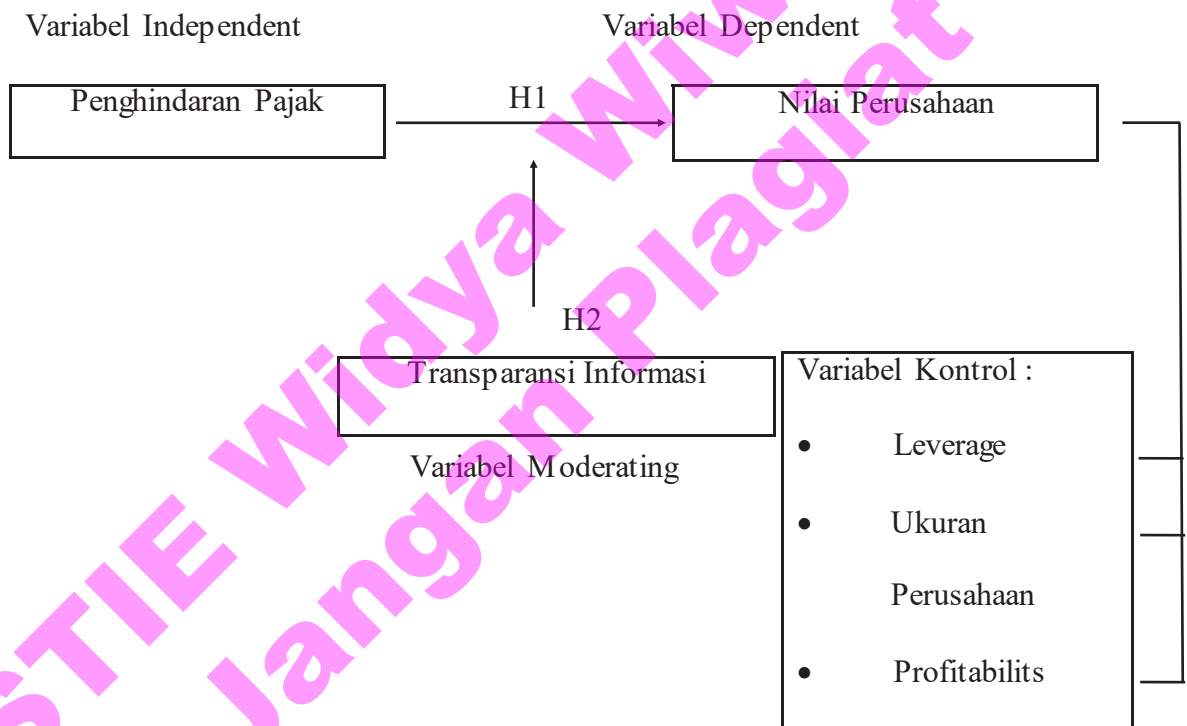 Variabel Independent
Variabel Dependent
Penghindaran Pajak
H1
Nilai Perusahaan
H2
Transparansi Informasi
Variabel Moderating
Variabel Kontrol :
• Leverage
• Ukuran
Perusahaan
• Profitabilits
STIE Widya Wiw
Jangan Plagiat